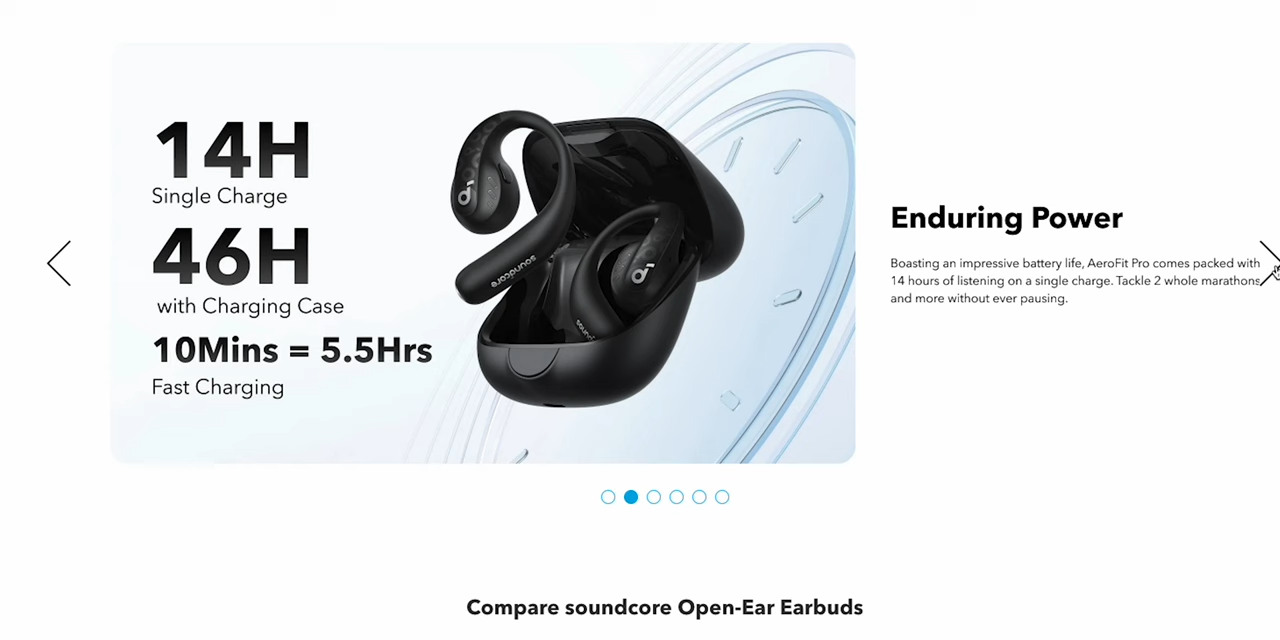 14H
Single Charge
46H
with Charging Case
10Mins = 5.5Hrs
Fast Charging
soundcore
Enduring Power
Boasting an impressive battery life, AeroFit Pro comes packed with
14 hours of listening on a single charge. Tackle 2 whole marathons
and more without ever pausing.
Compare soundcore Open-Ear Earbuds